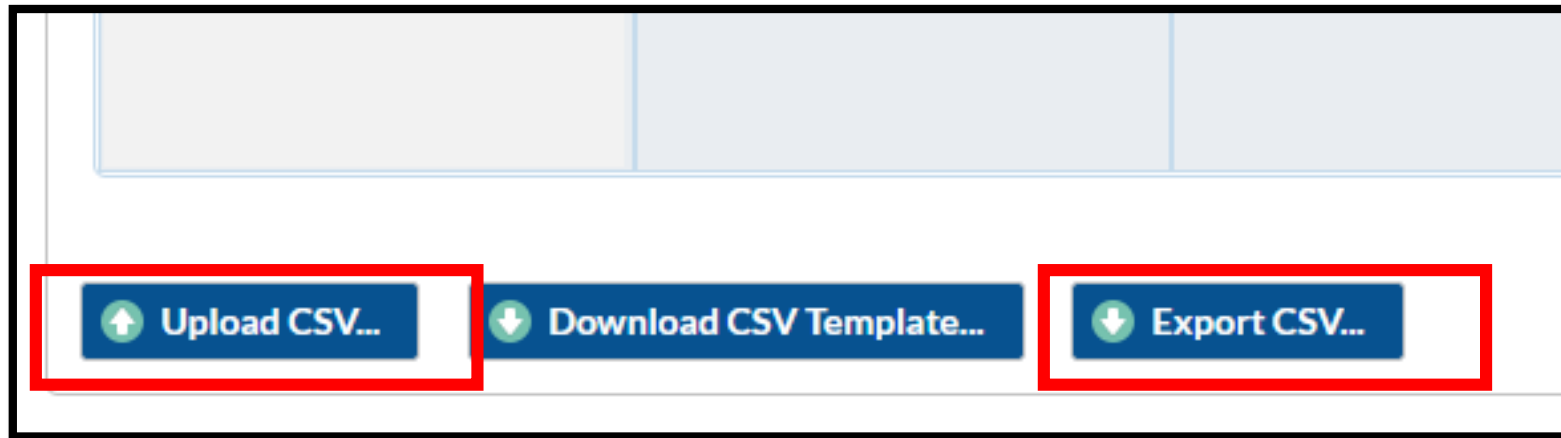 Upload CSV...
Download CSV Template...
Export CSV...